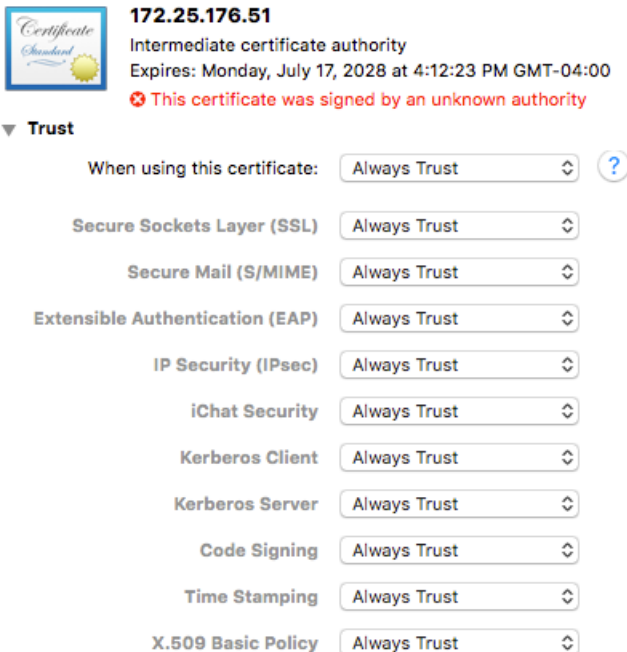 Certificate
Standard
172.25.176.51
Intermediate certificate authority
Expires: Monday, July 17, 2028 at 4:12:23 PM GMT-04:00
This certificate was signed by an unknown authority
Trust
When using this certificate: Always Trust ?
Secure Sockets Layer (SSL) Always Trust
Secure Mail (S/MIME) Always Trust
Extensible Authentication (EAP) Always Trust
IP Security (IPsec) Always Trust
iChat Security Always Trust
Kerberos Client Always Trust
Kerberos Server Always Trust
Code Signing Always Trust
Time Stamping Always Trust
X.509 Basic Policy Always Trust